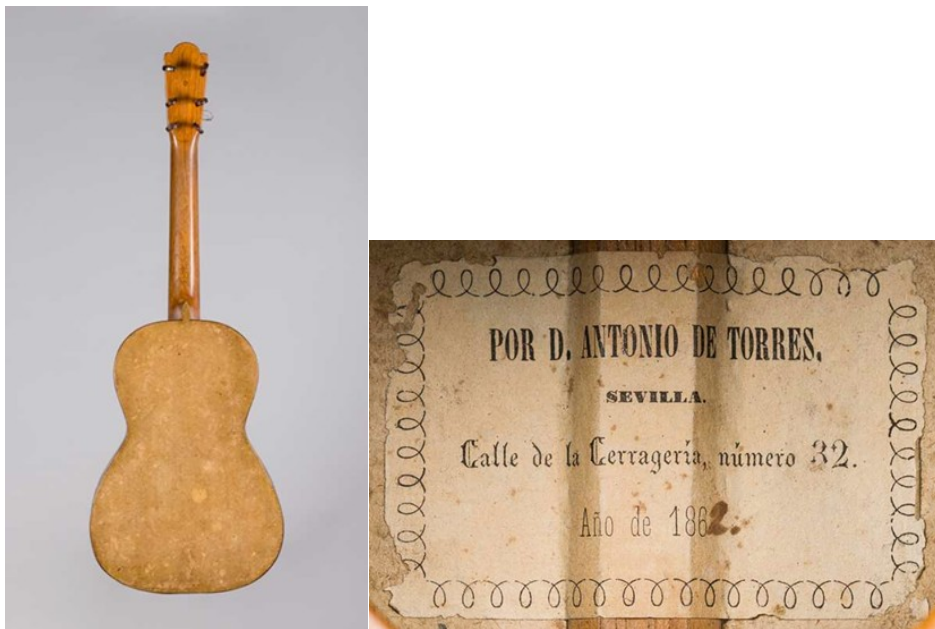 POR D. ANTONIO DE TORRES.
SEVILLA.
Calle de la Cerragería, número 32.
Año de 1862.